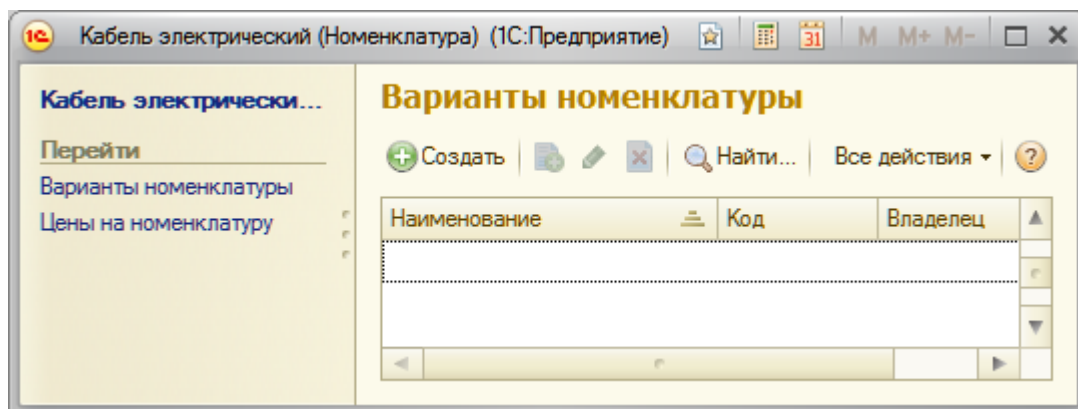 Кабель электрический (Номенклатура) (1С:Предприятие) 31 M M+ M-
Кабель электрически...
Перейти
Варианты номенклатуры
Цены на номенклатуру
Варианты номенклатуры
Создать Найти... Все действия ?
Наименование Код Владелец